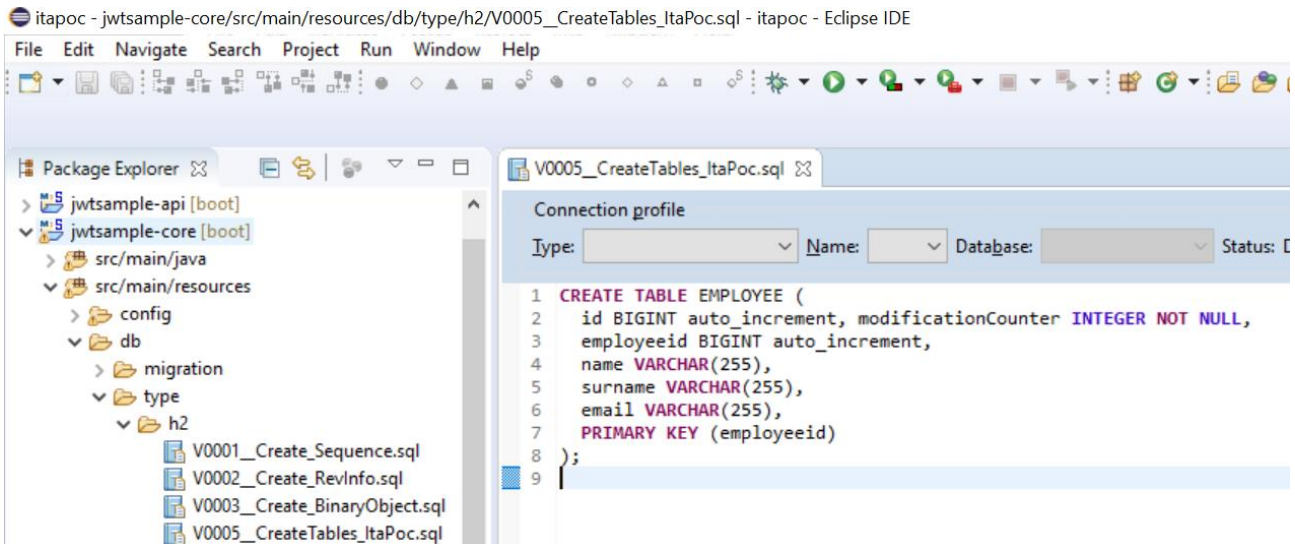 itapoc - jwtsample-core/src/main/resources/db/type/h2/V0005__CreateTables_ItaPoc.sql - itapoc - Eclipse IDE
File Edit Navigate Search Project Run Window Help
Package Explorer
jwtsample-api [boot]
jwtsample-core [boot]
src/main/java
src/main/resources
config
db
migration
type
h2
V0001__Create_Sequence.sql
V0002__Create_RevInfo.sql
V0003__Create_BinaryObject.sql
V0005__CreateTables_ItaPoc.sql
V0005__CreateTables_ItaPoc.sql
Connection profile
Type: Name: Database: Status: D
1 CREATE TABLE EMPLOYEE (
2 id BIGINT auto_increment, modificationCounter INTEGER NOT NULL,
3 employeeid BIGINT auto_increment,
4 name VARCHAR(255),
5 surname VARCHAR(255),
6 email VARCHAR(255),
7 PRIMARY KEY (employeeid)
8 );
9